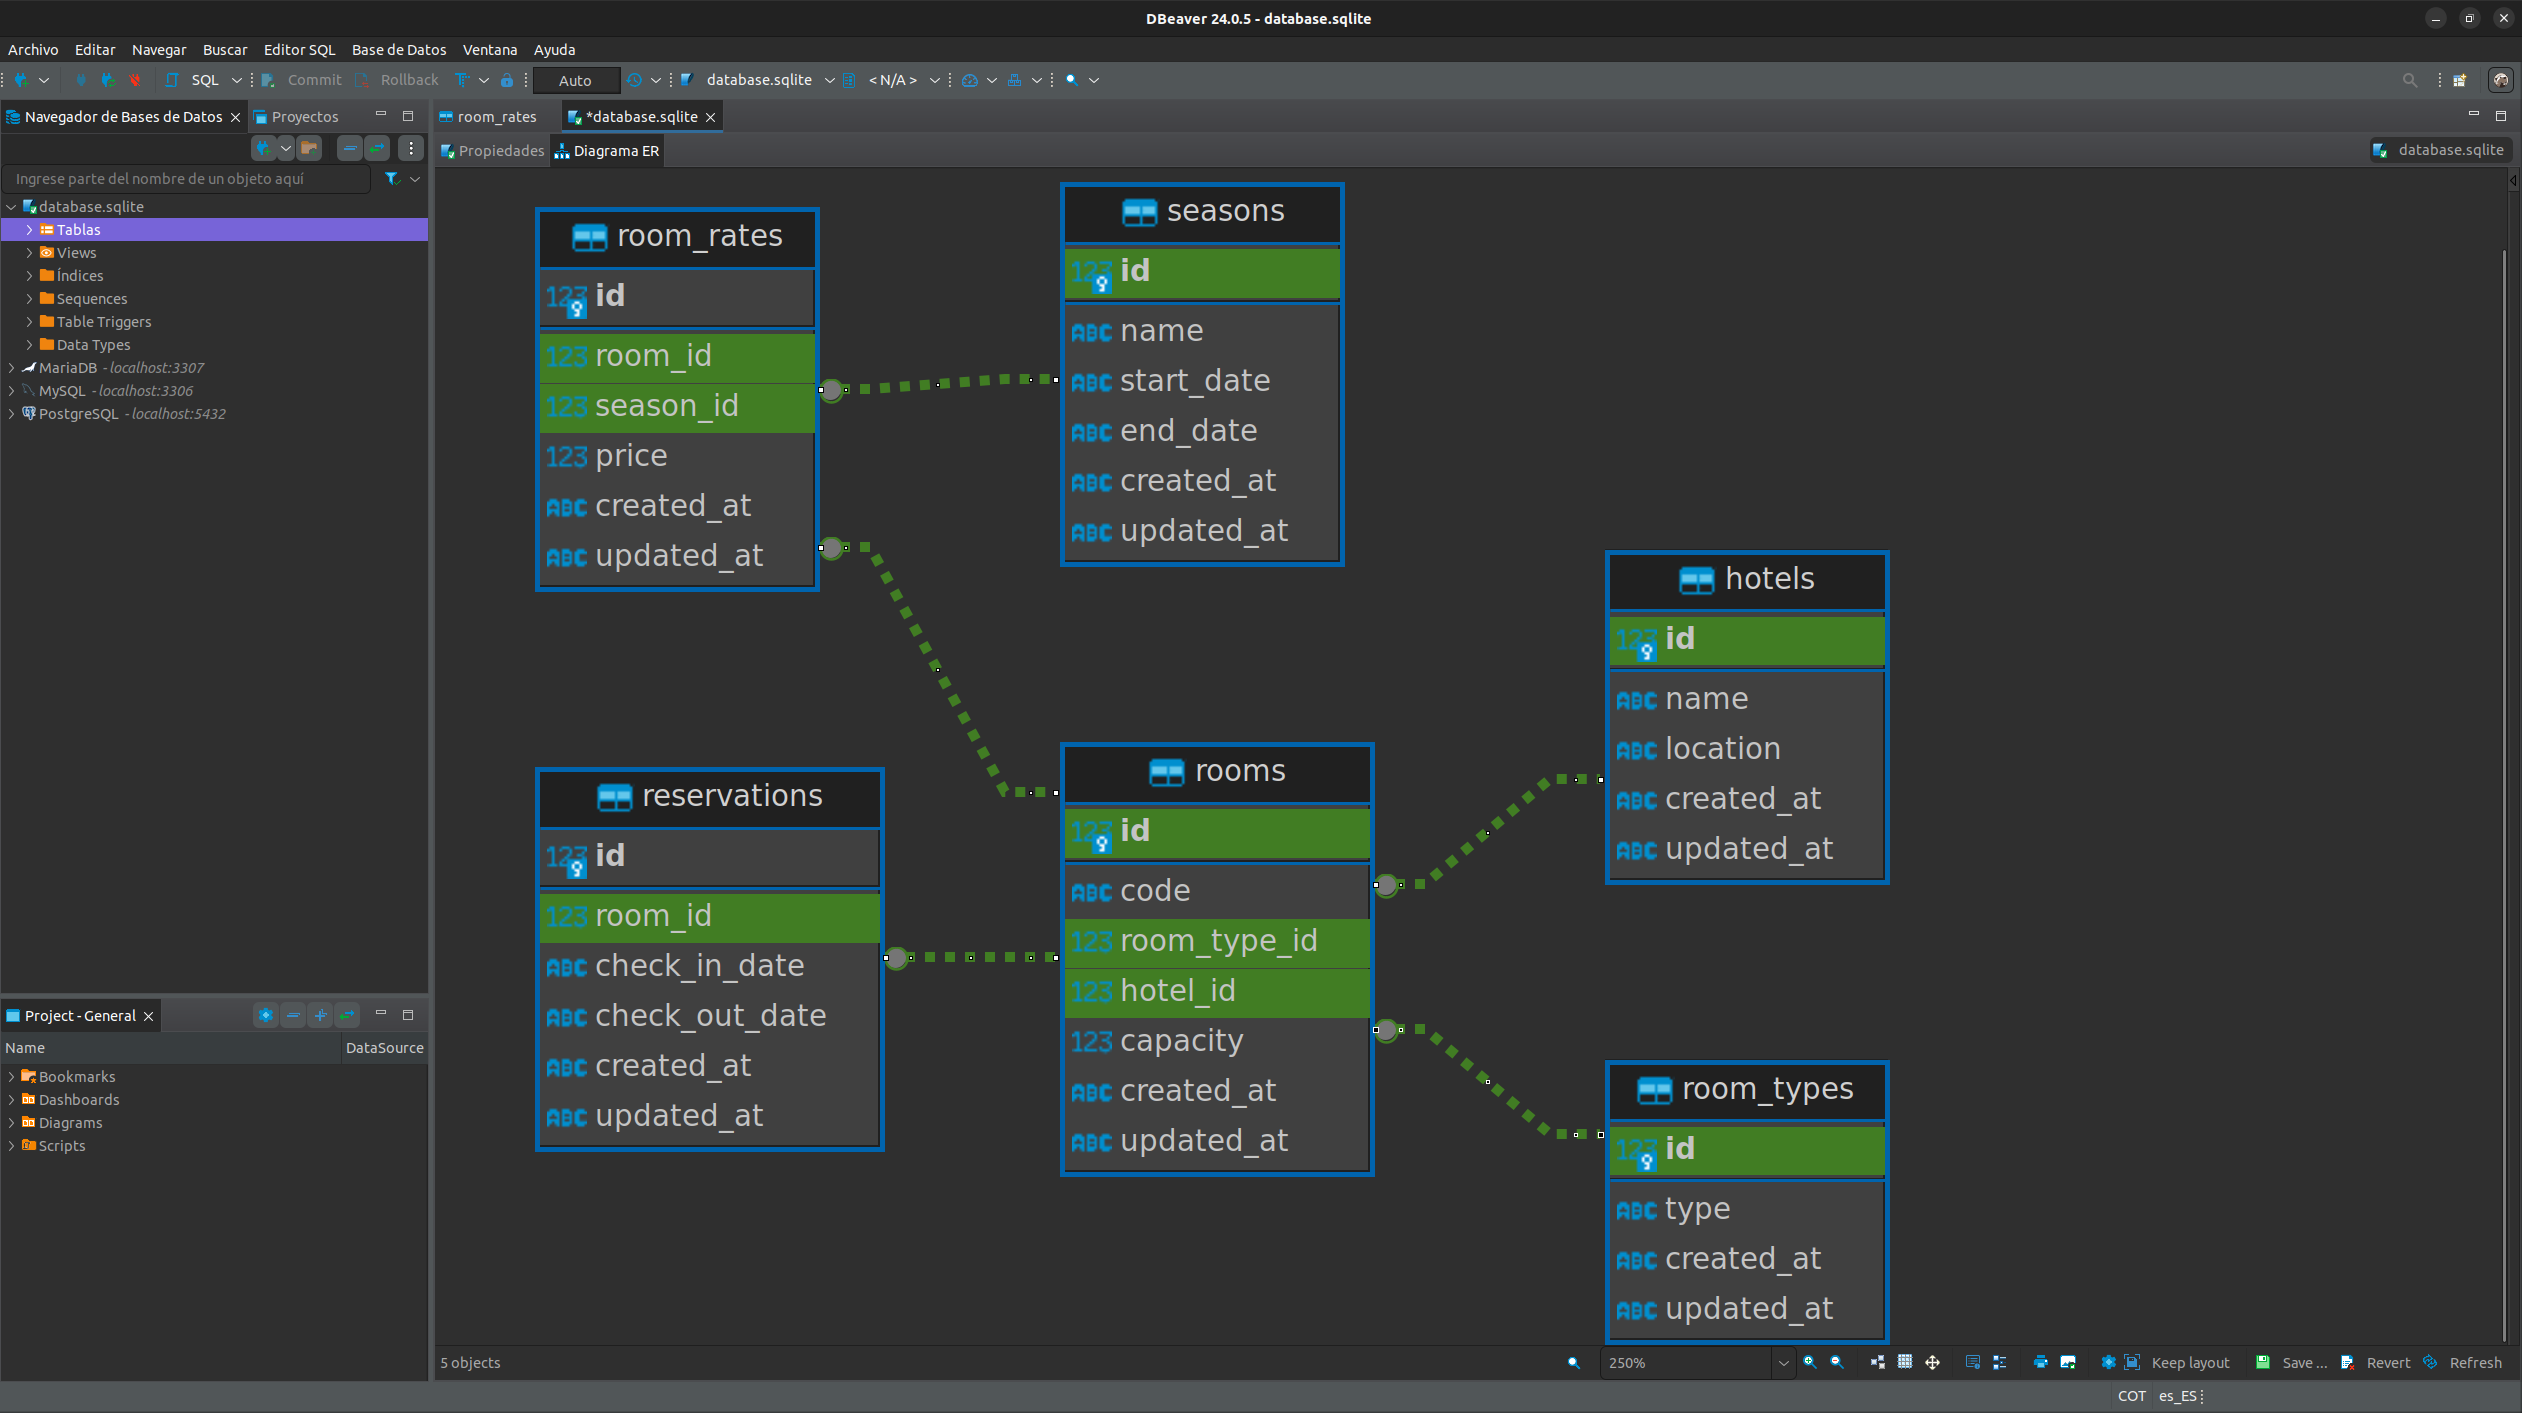 DBeaver 24.0.5 - database.sqlite
Archivo Editar Navegar Buscar Editor SQL Base de Datos Ventana Ayuda
SQL Commit Rollback Auto database.sqlite < N/A >
Navegador de Bases de Datos Proyectos
Ingrese parte del nombre de un objeto aquí
database.sqlite
Tablas
Views
Índices
Sequences
Table Triggers
Data Types
MariaDB - localhost:3307
MySQL - localhost:3306
PostgreSQL - localhost:5432
Project - General
Name DataSource
Bookmarks
Dashboards
Diagrams
Scripts
room_rates *database.sqlite
Propiedades Diagrama ER database.sqlite
room_rates
123 id
123 room_id
123 season_id
123 price
ABC created_at
ABC updated_at
seasons
123 id
ABC name
ABC start_date
ABC end_date
ABC created_at
ABC updated_at
hotels
123 id
ABC name
ABC location
ABC created_at
ABC updated_at
reservations
123 id
123 room_id
ABC check_in_date
ABC check_out_date
ABC created_at
ABC updated_at
rooms
123 id
ABC code
123 room_type_id
123 hotel_id
123 capacity
ABC created_at
ABC updated_at
room_types
123 id
ABC type
ABC created_at
ABC updated_at
5 objects 250% Keep layout Save ... Revert Refresh
COT es_ES